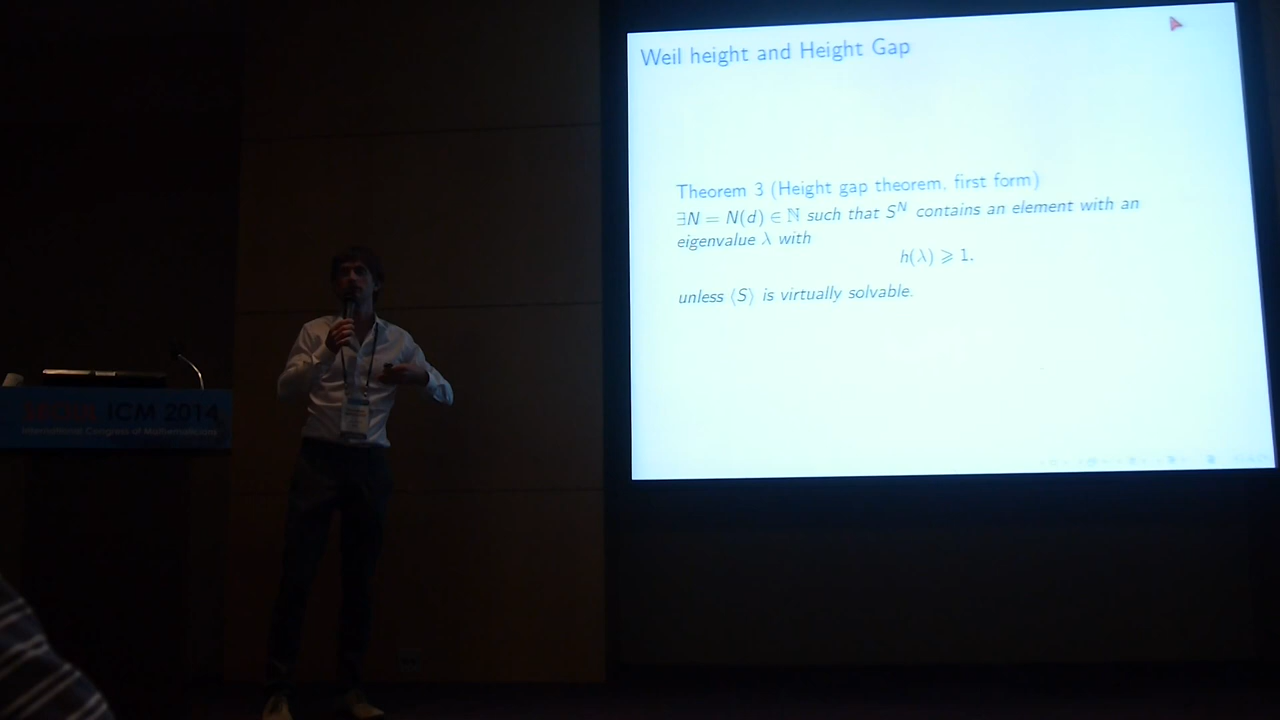 Weil height and Height Gap
Theorem 3 (Height gap theorem, first form)
∃N = N(d) ∈ ℕ such that S^N contains an element with an
eigenvalue λ with
h(λ) ⩾ 1,
unless ⟨S⟩ is virtually solvable.
SEOUL ICM 2014
International Congress of Mathematicians